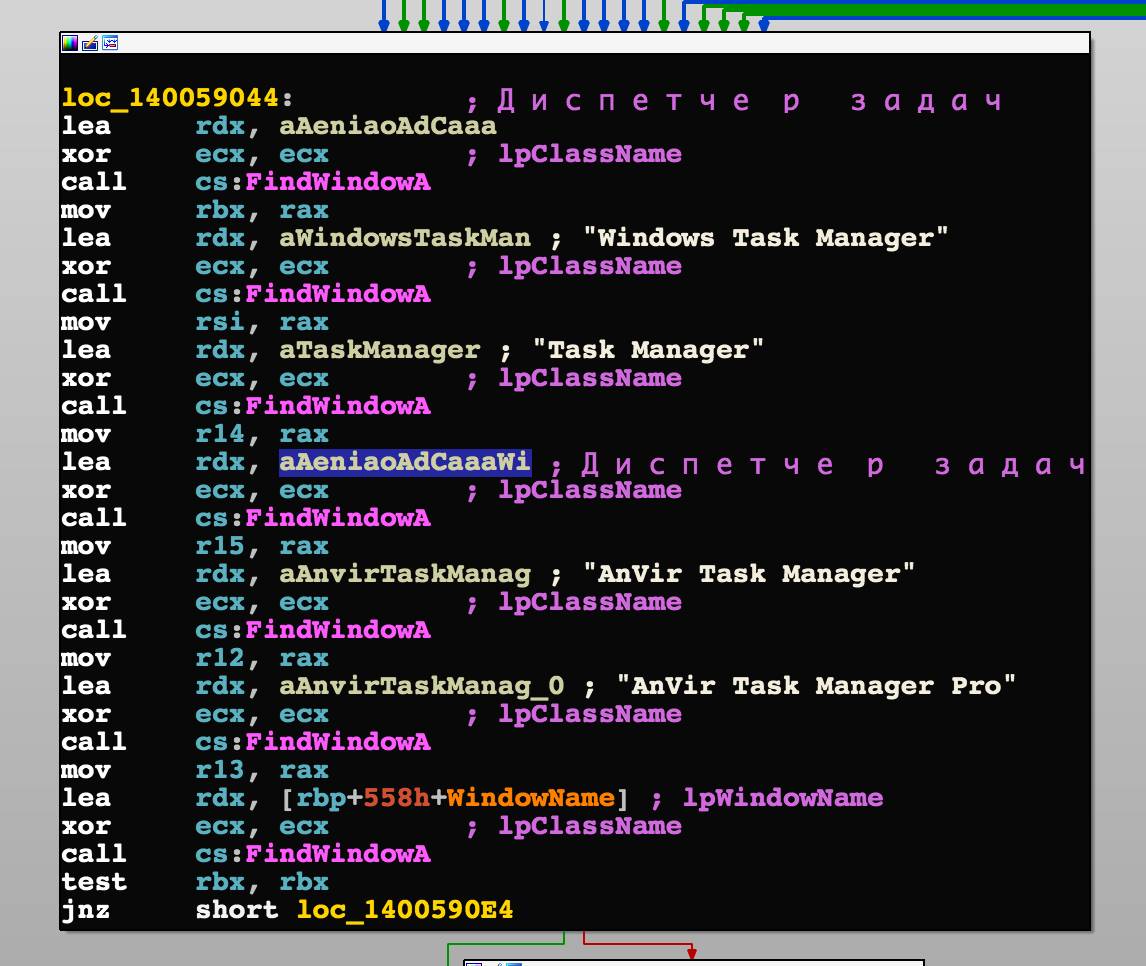 loc_140059044: ; Диспетчер задач
lea rdx, aAeniaoAdCaaa
xor ecx, ecx ; lpClassName
call cs:FindWindowA
mov rbx, rax
lea rdx, aWindowsTaskMan ; "Windows Task Manager"
xor ecx, ecx ; lpClassName
call cs:FindWindowA
mov rsi, rax
lea rdx, aTaskManager ; "Task Manager"
xor ecx, ecx ; lpClassName
call cs:FindWindowA
mov r14, rax
lea rdx, aAeniaoAdCaaaWi ; Диспетчер задач
xor ecx, ecx ; lpClassName
call cs:FindWindowA
mov r15, rax
lea rdx, aAnvirTaskManag ; "AnVir Task Manager"
xor ecx, ecx ; lpClassName
call cs:FindWindowA
mov r12, rax
lea rdx, aAnvirTaskManag_0 ; "AnVir Task Manager Pro"
xor ecx, ecx ; lpClassName
call cs:FindWindowA
mov r13, rax
lea rdx, [rbp+558h+WindowName] ; lpWindowName
xor ecx, ecx ; lpClassName
call cs:FindWindowA
test rbx, rbx
jnz short loc_1400590E4